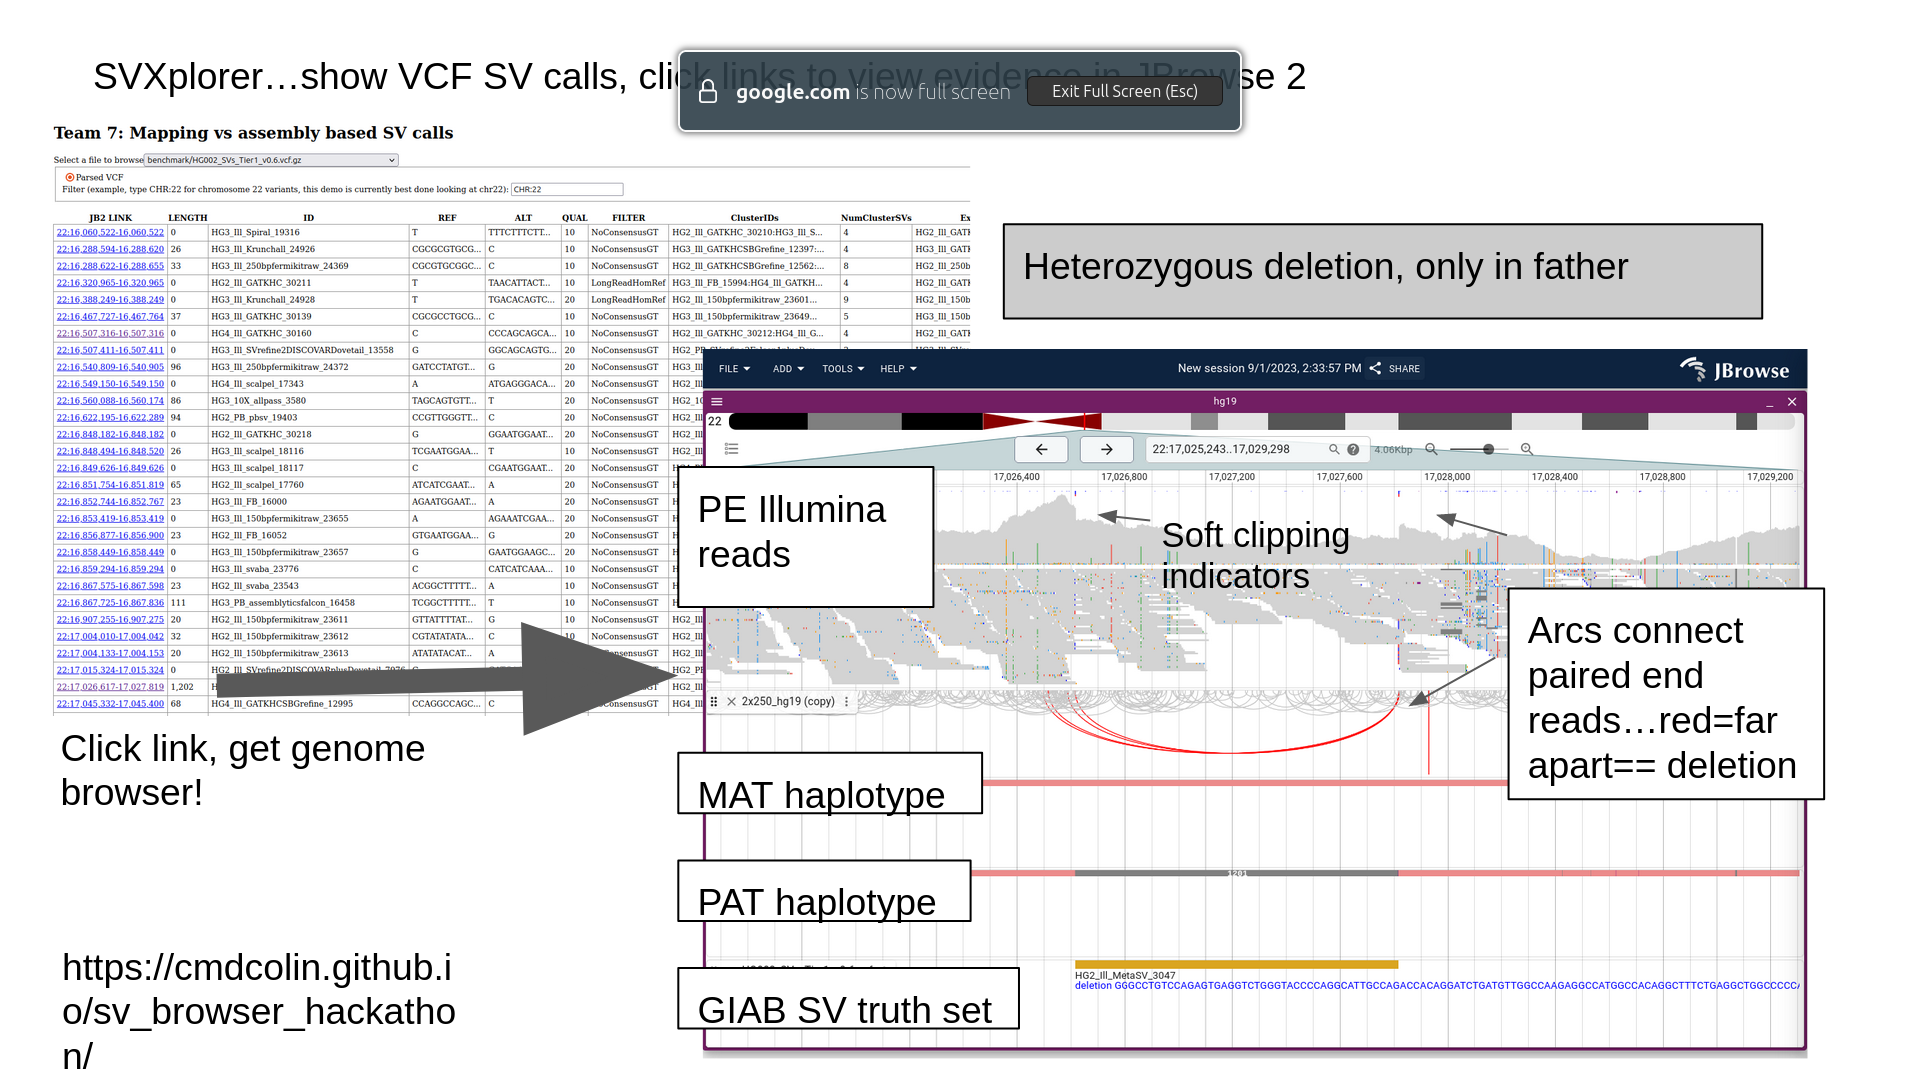 SVXplorer…show VCF SV calls, click links to view evidence in JBrowse 2
google.com is now full screen
Exit Full Screen (Esc)
Team 7: Mapping vs assembly based SV calls
Select a file to browse benchmark/HG002_SVs_Tier1_v0.6.vcf.gz
Parsed VCF
Filter (example, type CHR:22 for chromosome 22 variants, this demo is currently best done looking at chr22): CHR:22
JB2 LINK LENGTH ID REF ALT QUAL FILTER ClusterIDs NumClusterSVs Ex
22:16,060,522-16,060,522 0 HG3_Ill_Spiral_19316 T TTTCTTTCTT... 10 NoConsensusGT HG2_Ill_GATKHC_30210:HG3_Ill_S... 4 HG2_Ill_GATK
22:16,288,594-16,288,620 26 HG3_Ill_Krunchall_24926 CGCGCGTGCG... C 10 NoConsensusGT HG3_Ill_GATKHCSBGrefine_12397:... 4 HG3_Ill_GATK
22:16,288,622-16,288,655 33 HG3_Ill_250bpfermikitraw_24369 CGCGTGCGGC... C 10 NoConsensusGT HG2_Ill_GATKHCSBGrefine_12562:... 8 HG2_Ill_250b
22:16,320,965-16,320,965 0 HG2_Ill_GATKHC_30211 T TAACATTACT... 10 LongReadHomRef HG3_Ill_FB_15994:HG4_Ill_GATKH... 4 HG2_Ill_GATK
22:16,388,249-16,388,249 0 HG3_Ill_Krunchall_24928 T TGACACAGTC... 20 LongReadHomRef HG2_Ill_150bpfermikitraw_23601... 9 HG2_Ill_150b
22:16,467,727-16,467,764 37 HG3_Ill_GATKHC_30139 CGCGCCTGCG... C 10 NoConsensusGT HG3_Ill_150bpfermikitraw_23649... 5 HG3_Ill_150b
22:16,507,316-16,507,316 0 HG4_Ill_GATKHC_30160 C CCCAGCAGCA... 10 NoConsensusGT HG2_Ill_GATKHC_30212:HG4_Ill_G... 4 HG2_Ill_GATK
22:16,507,411-16,507,411 0 HG3_Ill_SVrefine2DISCOVARDovetail_13558 G GGCAGCAGTG... 20 NoConsensusGT
22:16,540,809-16,540,905 96 HG3_Ill_250bpfermikitraw_24372 GATCCTATGT... G 20 NoConsensusGT HG3_Ill
22:16,549,150-16,549,150 0 HG4_Ill_scalpel_17343 A ATGAGGGACA... 20 NoConsensusGT HG2_Ill
22:16,560,088-16,560,174 86 HG3_10X_allpass_3580 TAGCAGTGTT... T 20 NoConsensusGT HG2_10
22:16,622,195-16,622,289 94 HG2_PB_pbsv_19403 CCGTTGGGTT... C 20 NoConsensusGT HG2_Ill
22:16,848,182-16,848,182 0 HG2_Ill_GATKHC_30218 G GGAATGGAAT... 20 NoConsensusGT HG2_Ill
22:16,848,494-16,848,520 26 HG3_Ill_scalpel_18116 TCGAATGGAA... T 10 NoConsensusGT HG2_Ill
22:16,849,626-16,849,626 0 HG3_Ill_scalpel_18117 C CGAATGGAAT... 20 NoConsensusGT
22:16,851,754-16,851,819 65 HG2_Ill_scalpel_17760 ATCATCGAAT... A 20 NoConsensusGT H
22:16,852,744-16,852,767 23 HG3_Ill_FB_16000 AGAATGGAAT... A 20 NoConsensusGT H
22:16,853,419-16,853,419 0 HG3_Ill_150bpfermikitraw_23655 A AGAAATCGAA... 20 NoConsensusGT H
22:16,856,877-16,856,900 23 HG2_Ill_FB_16052 GTGAATGGAA... G 20 NoConsensusGT H
22:16,858,449-16,858,449 0 HG3_Ill_150bpfermikitraw_23657 G GAATGGAAGC... 20 NoConsensusGT H
22:16,859,294-16,859,294 0 HG3_Ill_svaba_23776 C CATCATCAAA... 10 NoConsensusGT H
22:16,867,575-16,867,598 23 HG2_Ill_svaba_23543 ACGGCTTTTT... A 10 NoConsensusGT H
22:16,867,725-16,867,836 111 HG3_PB_assemblyticsfalcon_16458 TCGGCTTTTT... T 10 NoConsensusGT H
22:16,907,255-16,907,275 20 HG2_Ill_150bpfermikitraw_23611 GTTATTTTAT... G 10 NoConsensusGT HG2_Ill
22:17,004,010-17,004,042 32 HG2_Ill_150bpfermikitraw_23612 CGTATATATA... C 10 HG2_Ill
22:17,004,133-17,004,153 20 HG2_Ill_150bpfermikitraw_23613 ATATATACAT... A HG2_Ill
22:17,015,324-17,015,324 0 HG2_Ill_SVrefine2DISCOVARplusDovetail_7976 G
22:17,026,617-17,027,819 1,202 HG2_Ill
22:17,045,332-17,045,400 68 HG4_Ill_GATKHCSBGrefine_12995 CCAGGCCAGC... C NoConsensusGT HG4_Ill
Heterozygous deletion, only in father
FILE ADD TOOLS HELP New session 9/1/2023, 2:33:57 PM SHARE JBrowse
hg19
22
22:17,025,243..17,029,298 4.06Kbp
17,026,400 17,026,800 17,027,200 17,027,600 17,028,000 17,028,400 17,028,800 17,029,200
PE Illumina
reads
Soft clipping
indicators
Arcs connect
paired end
reads…red=far
apart== deletion
2x250_hg19 (copy)
Click link, get genome
browser!
MAT haplotype
1201
PAT haplotype
HG2_Ill_MetaSV_3047
deletion GGGCCTGTCCAGAGTGAGGTCTGGGTACCCCAGGCATTGCCAGACCACAGGATCTGATGTTGGCCAAGAGGCCATGGCCACAGGCTTTCTGAGGCTGGCCCCCA
GIAB SV truth set
https://cmdcolin.github.i
o/sv_browser_hackatho
n/